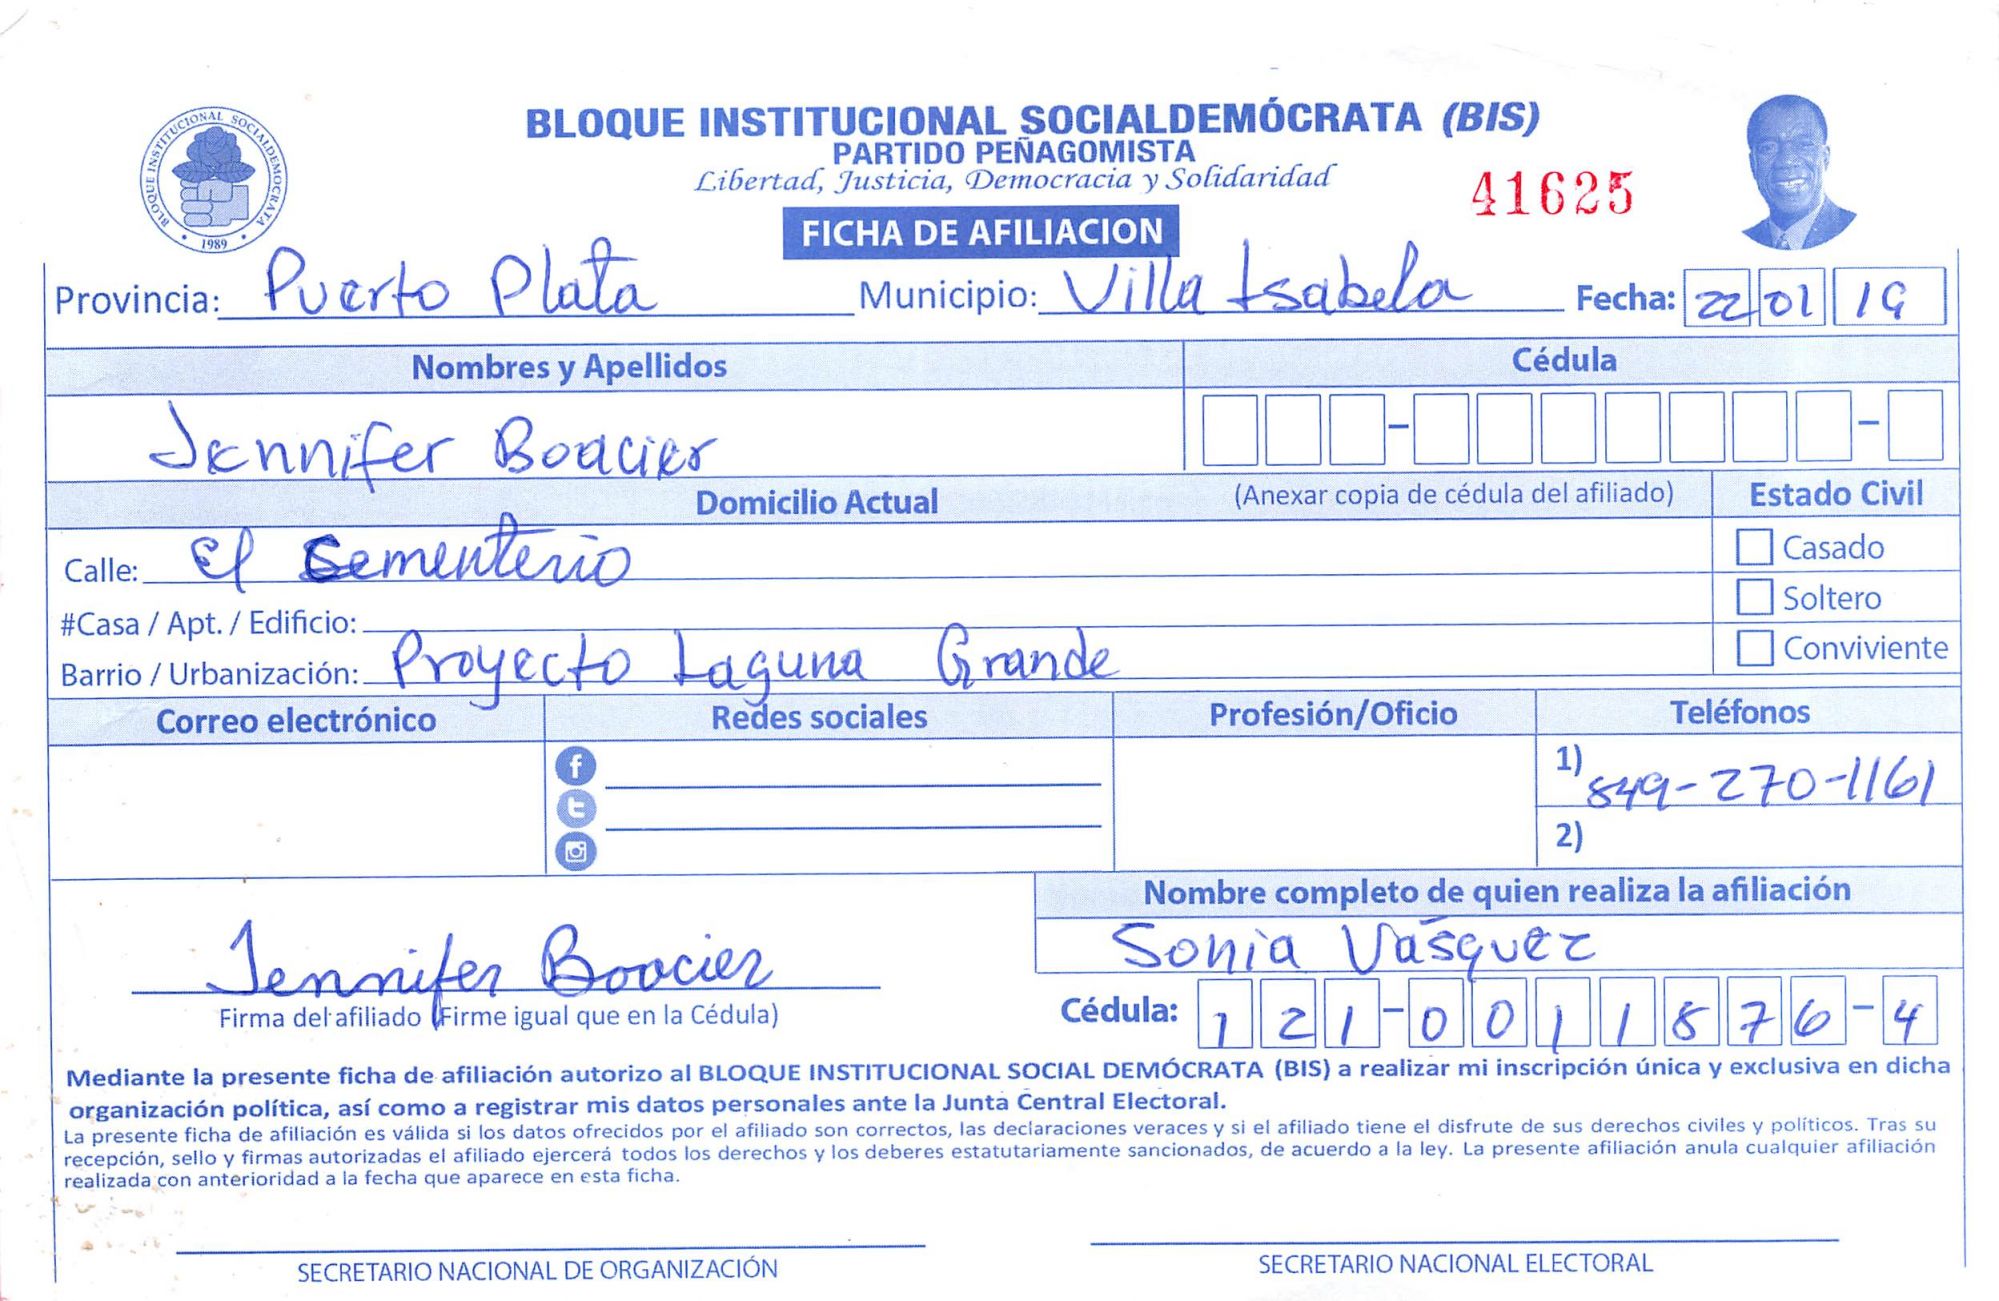 BLOQUE INSTITUCIONAL SOCIALDEMÓCRATA (BIS)
PARTIDO PEÑAGOMISTA
Libertad, Justicia, Democracia y Solidaridad
41625
BLOQUE INSTITUCIONAL SOCIALDEMOCRATA
1989
FICHA DE AFILIACION
Provincia: Puerto Plata Municipio: Villa Isabela Fecha: 22 01 19
Nombres y Apellidos Cédula
Jennifer Boacier - -
Domicilio Actual (Anexar copia de cédula del afiliado) Estado Civil
Calle: El Sementerio Casado
#Casa / Apt. / Edificio: Soltero
Barrio / Urbanización: Proyecto Laguna Grande Conviviente
Correo electrónico Redes sociales Profesión/Oficio Teléfonos
1) 849-270-1161
2)
Nombre completo de quien realiza la afiliación
Sonia Vásquez
Jennifer Boacier
Firma del afiliado (Firme igual que en la Cédula) Cédula: 121-0011876-4
Mediante la presente ficha de afiliación autorizo al BLOQUE INSTITUCIONAL SOCIAL DEMÓCRATA (BIS) a realizar mi inscripción única y exclusiva en dicha
organización política, así como a registrar mis datos personales ante la Junta Central Electoral.
La presente ficha de afiliación es válida si los datos ofrecidos por el afiliado son correctos, las declaraciones veraces y si el afiliado tiene el disfrute de sus derechos civiles y políticos. Tras su
recepción, sello y firmas autorizadas el afiliado ejercerá todos los derechos y los deberes estatutariamente sancionados, de acuerdo a la ley. La presente afiliación anula cualquier afiliación
realizada con anterioridad a la fecha que aparece en esta ficha.
SECRETARIO NACIONAL DE ORGANIZACIÓN SECRETARIO NACIONAL ELECTORAL